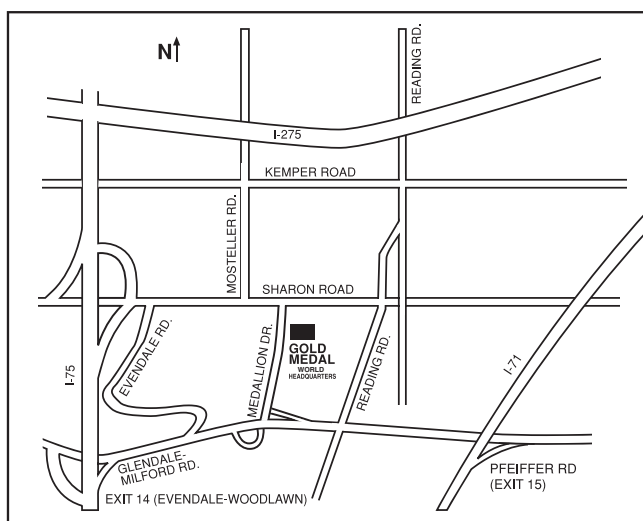 N
READING RD.
I-275
KEMPER ROAD
MOSTELLER RD.
SHARON ROAD
I-75
EVENDALE RD.
MEDALLION DR.
GOLD
MEDAL
WORLD
HEADQUARTERS
READING RD.
I-71
GLENDALE-
MILFORD RD.
PFEIFFER RD
(EXIT 15)
EXIT 14 (EVENDALE-WOODLAWN)